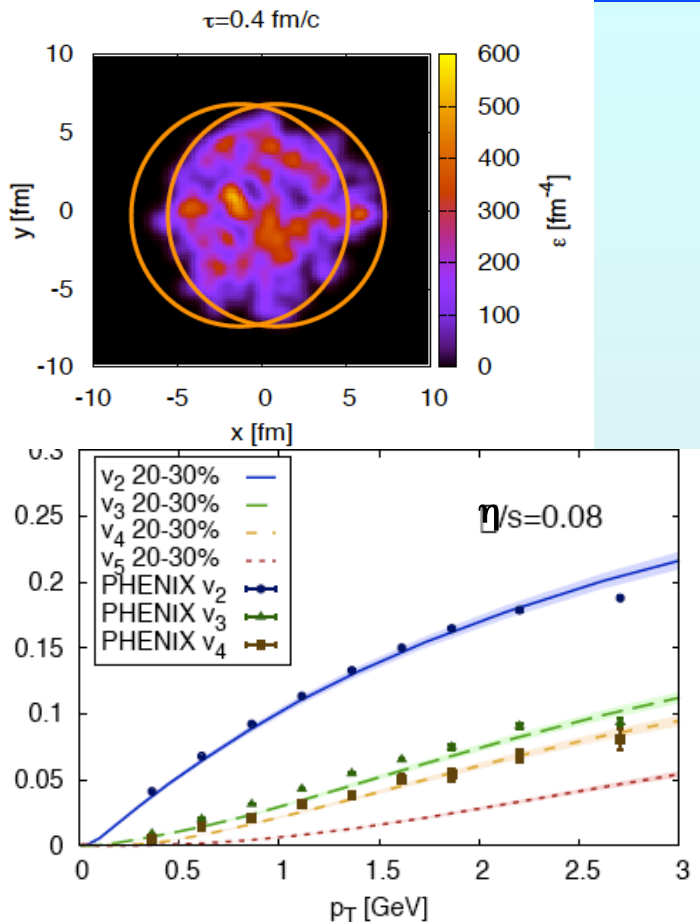 τ=0.4 fm/c
10
5
0
-5
-10
y [fm]
-10 -5 0 5 10
x [fm]
600
500
400
300
200
100
0
ε [fm⁻⁴]
0.3
0.25
0.2
0.15
0.1
0.05
0
v₂ 20-30%
v₃ 20-30%
v₄ 20-30%
v₅ 20-30%
PHENIX v₂
PHENIX v₃
PHENIX v₄
η/s=0.08
0 0.5 1 1.5 2 2.5 3
p_T [GeV]